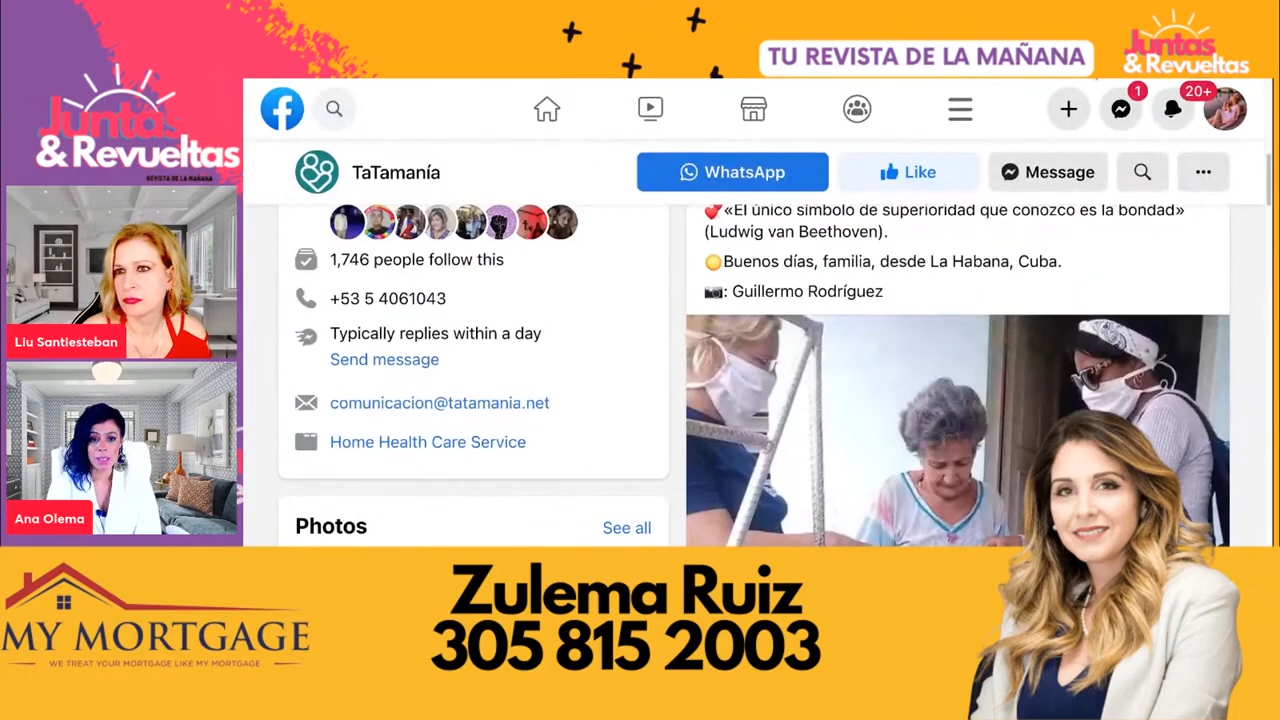 TU REVISTA DE LA MAÑANA
Juntas
& Revueltas
Juntas
& Revueltas
REVISTA DE LA MAÑANA
1
20+
TaTamanía
WhatsApp
Like
Message
1,746 people follow this
+53 5 4061043
Typically replies within a day
Send message
comunicacion@tatamania.net
Home Health Care Service
Photos
See all
«El único símbolo de superioridad que conozco es la bondad»
(Ludwig van Beethoven).
Buenos días, familia, desde La Habana, Cuba.
: Guillermo Rodríguez
Liu Santiesteban
Ana Olema
MY MORTGAGE
WE TREAT YOUR MORTGAGE LIKE MY MORTGAGE
Zulema Ruiz
305 815 2003